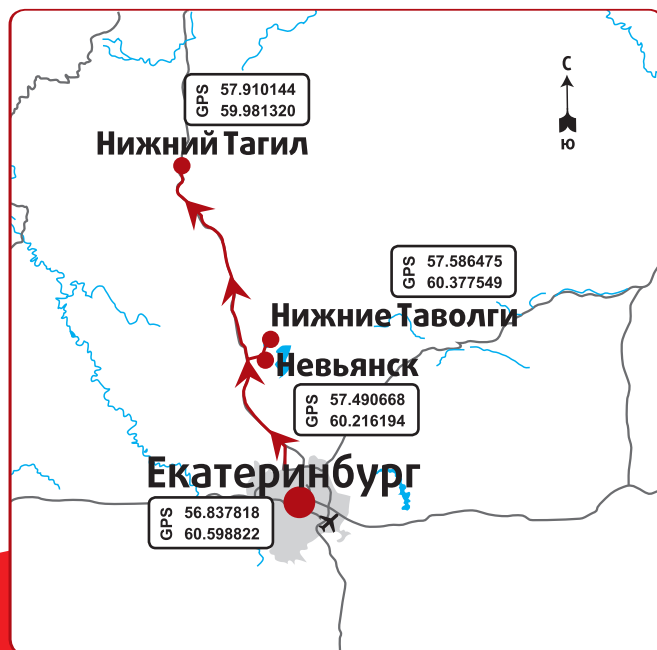 GPS 57.910144
59.981320
С
Нижний Тагил
Ю
GPS 57.586475
60.377549
Нижние Таволги
Невьянск
GPS 57.490668
60.216194
Екатеринбург
GPS 56.837818
60.598822